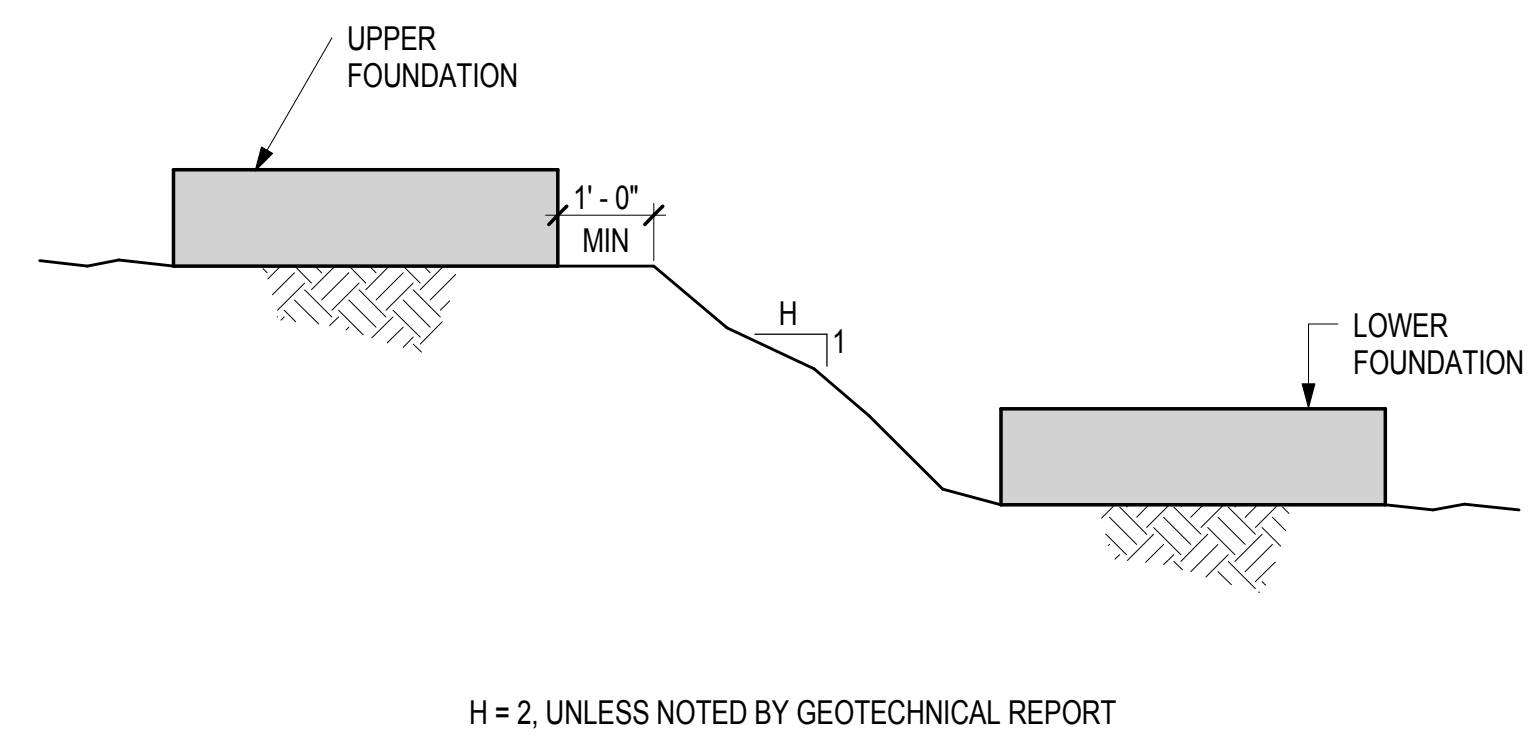 UPPER
FOUNDATION
1' - 0"
MIN
H
1
LOWER
FOUNDATION
H = 2, UNLESS NOTED BY GEOTECHNICAL REPORT